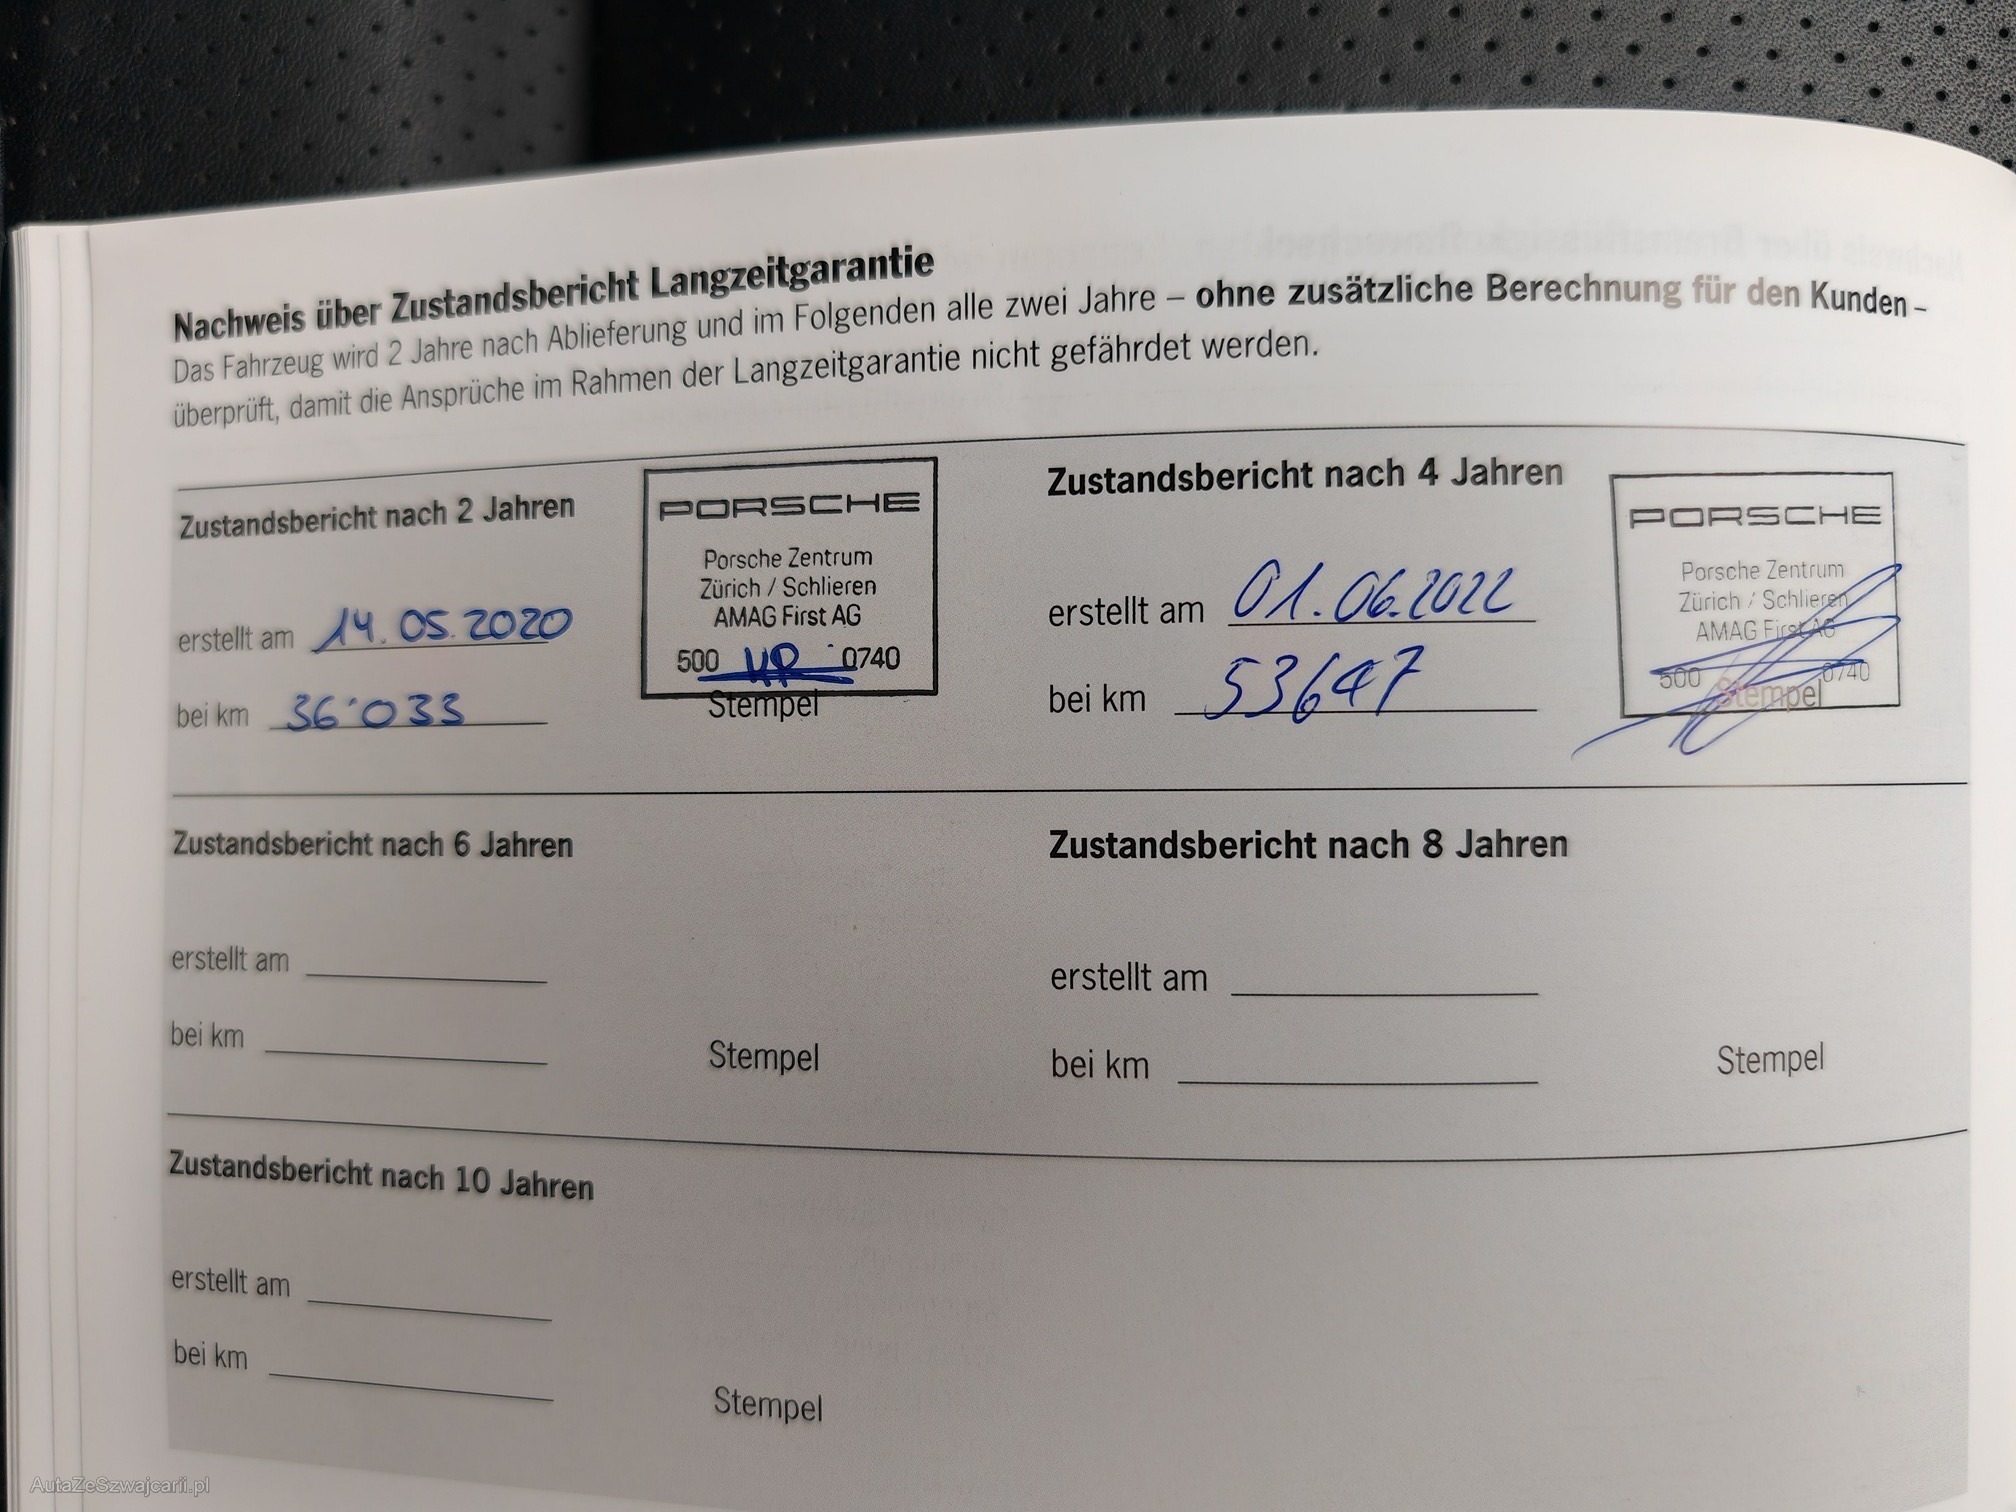 Nachweis über Zustandsbericht Langzeitgarantie
Das Fahrzeug wird 2 Jahre nach Ablieferung und im Folgenden alle zwei Jahre – ohne zusätzliche Berechnung für den Kunden –
überprüft, damit die Ansprüche im Rahmen der Langzeitgarantie nicht gefährdet werden.
Zustandsbericht nach 2 Jahren
erstellt am 14.05.2020
bei km 36'033
PORSCHE
Porsche Zentrum
Zürich / Schlieren
AMAG First AG
500 0740
Stempel
Zustandsbericht nach 4 Jahren
erstellt am 01.06.2022
bei km 53647
PORSCHE
Porsche Zentrum
Zürich / Schlieren
AMAG First AG
500 0740
Stempel
Zustandsbericht nach 6 Jahren
erstellt am
bei km
Stempel
Zustandsbericht nach 8 Jahren
erstellt am
bei km
Stempel
Zustandsbericht nach 10 Jahren
erstellt am
bei km
Stempel
AutaZeSzwajcarii.pl